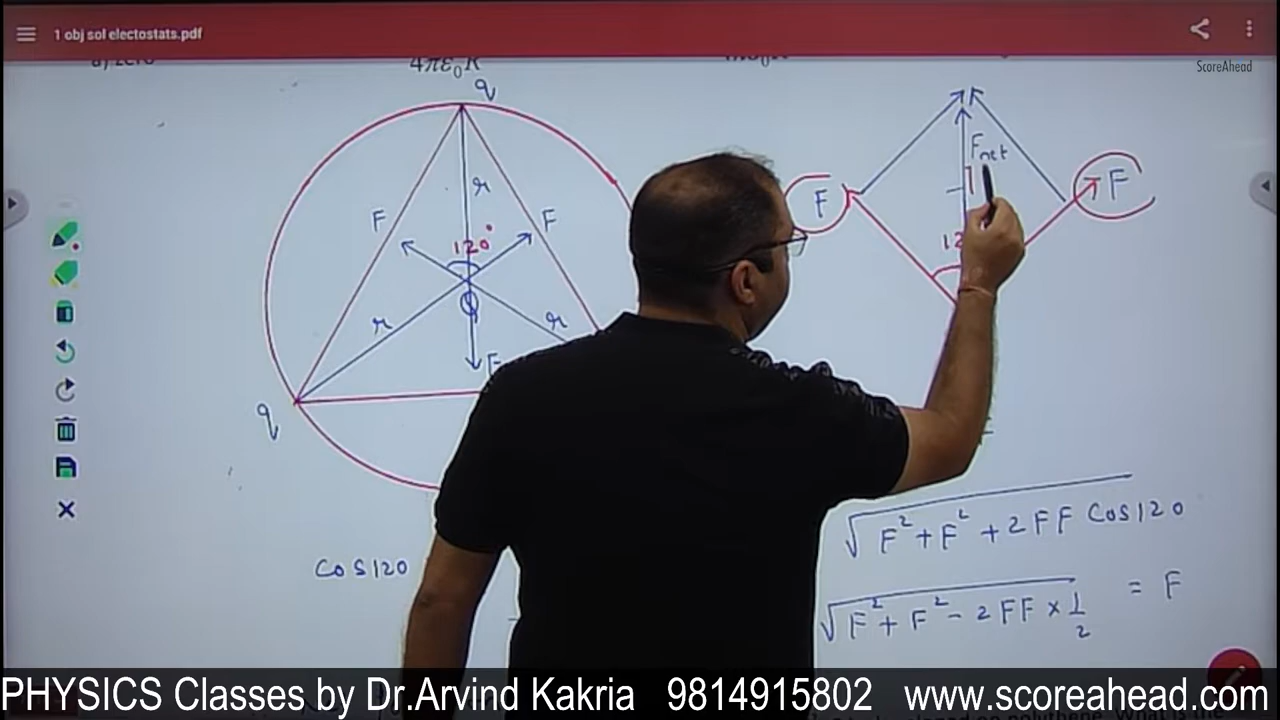 1 obj sol electostats.pdf
ScoreAhead
4πε₀R
q
r
F
F
120°
r
r
F
q
F
Fnet
F
√F²+F²+2FF Cos120
Cos120
√F²+F²-2FF×1/2 = F
PHYSICS Classes by Dr.Arvind Kakria 9814915802 www.scoreahead.com